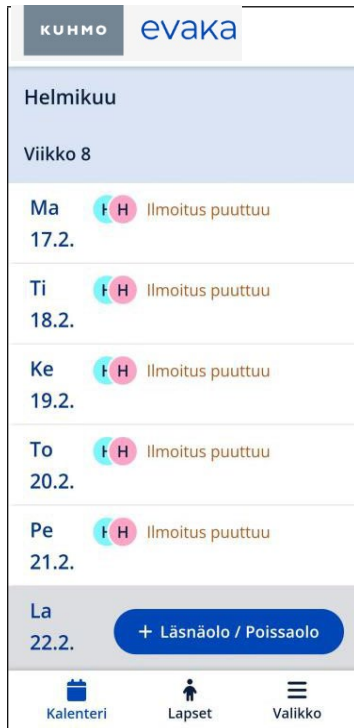 KUHMO evaka
Helmikuu
Viikko 8
Ma H H Ilmoitus puuttuu
17.2.
Ti H H Ilmoitus puuttuu
18.2.
Ke H H Ilmoitus puuttuu
19.2.
To H H Ilmoitus puuttuu
20.2.
Pe H H Ilmoitus puuttuu
21.2.
La
22.2. + Läsnäolo / Poissaolo
Kalenteri Lapset Valikko